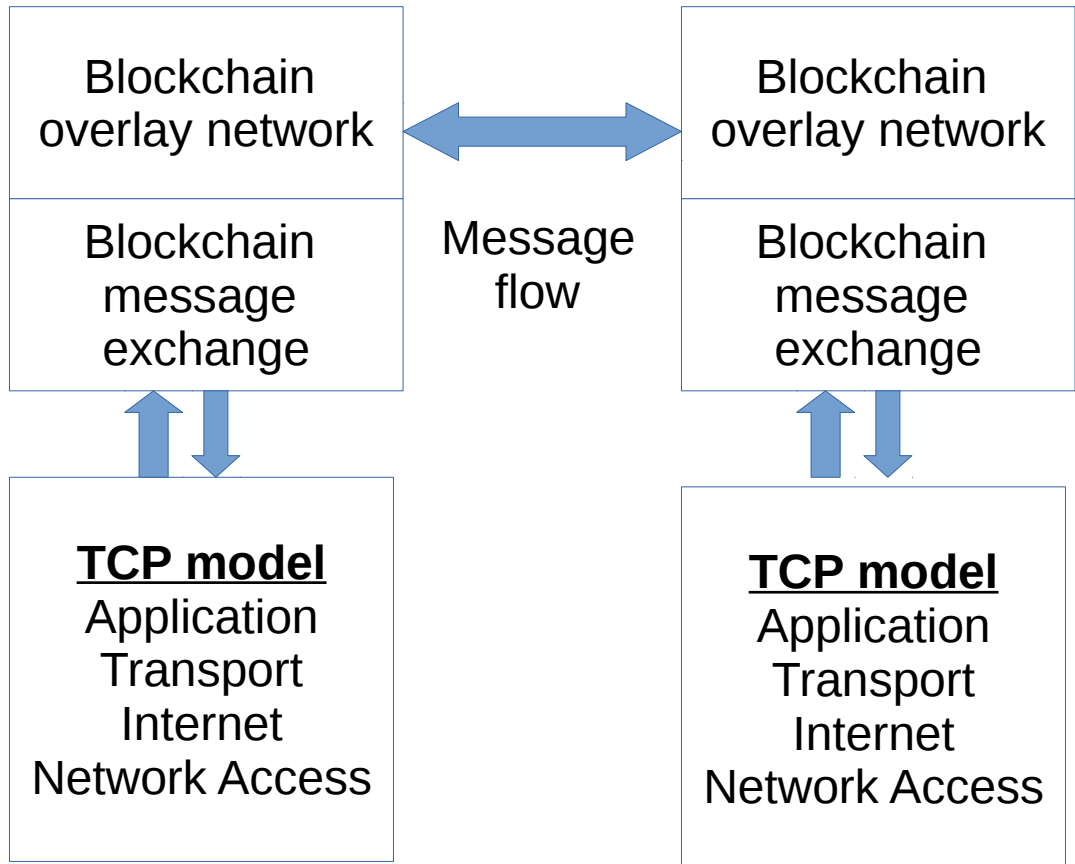 Blockchain
overlay network
Blockchain
message
exchange
Message
flow
Blockchain
overlay network
Blockchain
message
exchange
TCP model
Application
Transport
Internet
Network Access
TCP model
Application
Transport
Internet
Network Access